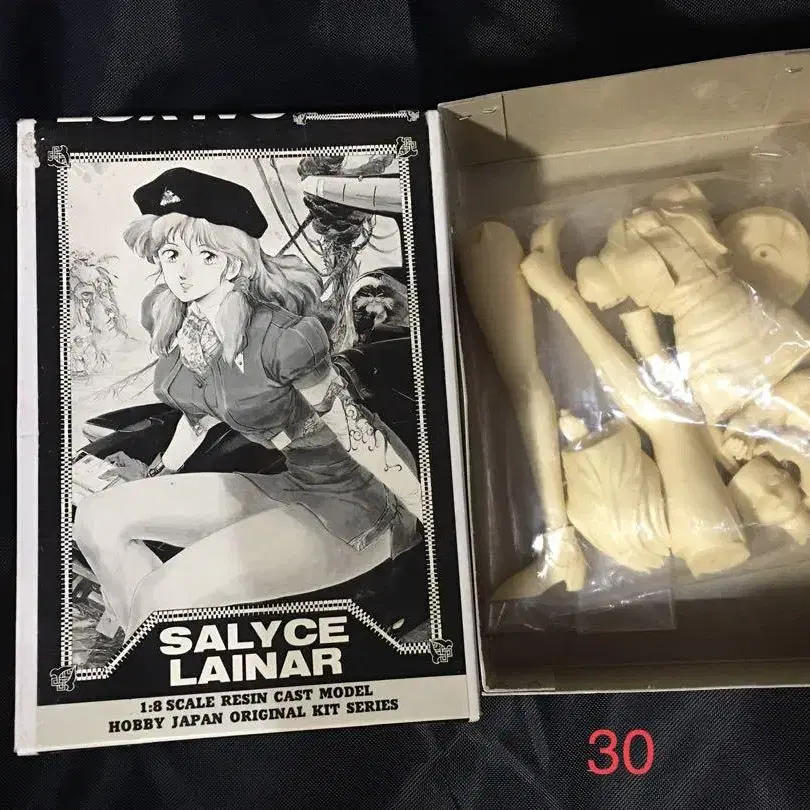 SALYCE
LAINAR
1:8 SCALE RESIN CAST MODEL
HOBBY JAPAN ORIGINAL KIT SERIES
30